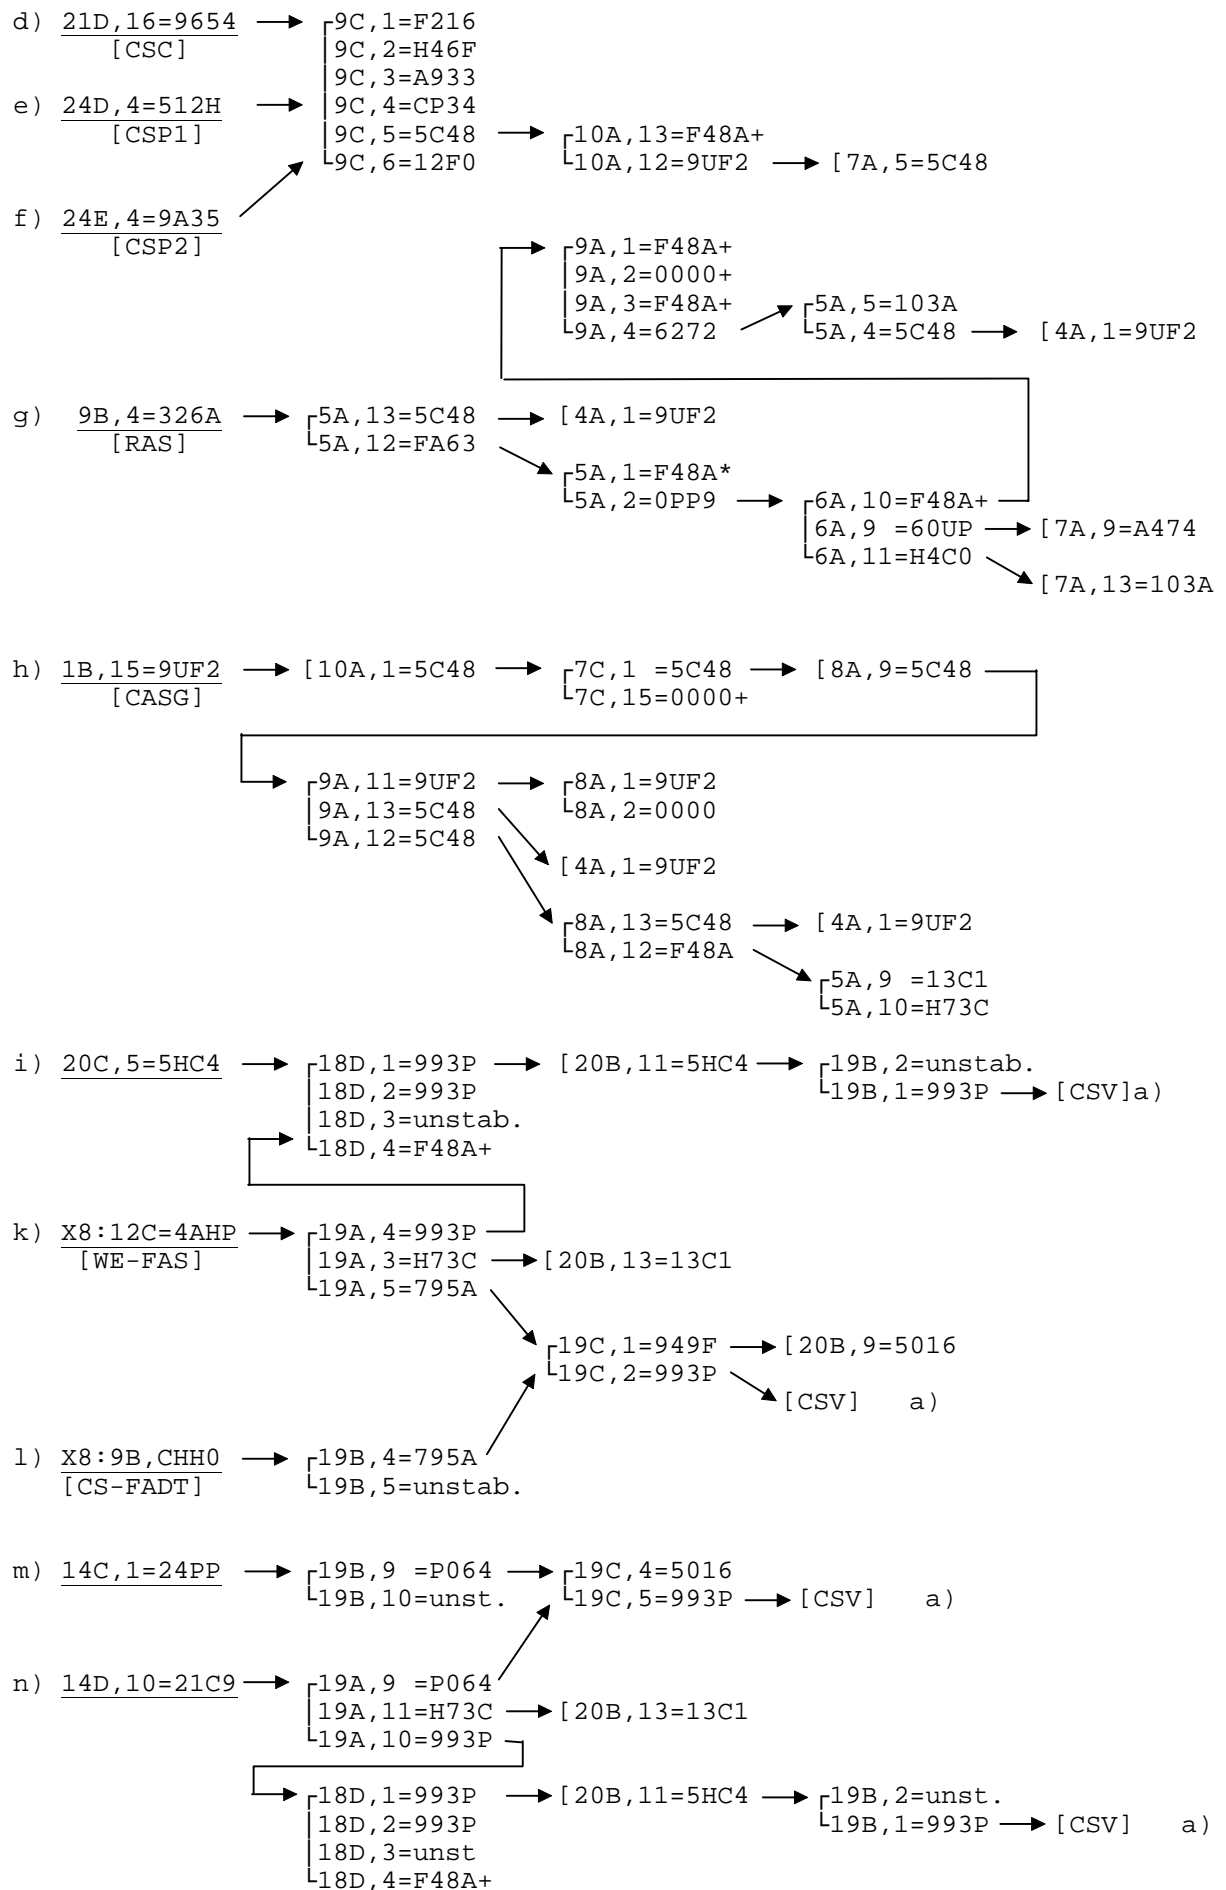 d) 21D,16=9654 9C,1=F216
[CSC] 9C,2=H46F
9C,3=A933
e) 24D,4=512H 9C,4=CP34
[CSP1] 9C,5=5C48 10A,13=F48A+
9C,6=12F0 10A,12=9UF2 [7A,5=5C48
f) 24E,4=9A35
[CSP2] 9A,1=F48A+
9A,2=0000+
9A,3=F48A+ 5A,5=103A
9A,4=6272 5A,4=5C48 [4A,1=9UF2
g) 9B,4=326A 5A,13=5C48 [4A,1=9UF2
[RAS] 5A,12=FA63
5A,1=F48A*
5A,2=0PP9 6A,10=F48A+
6A,9 =60UP [7A,9=A474
6A,11=H4C0
[7A,13=103A
h) 1B,15=9UF2 [10A,1=5C48 7C,1 =5C48 [8A,9=5C48
[CASG] 7C,15=0000+
9A,11=9UF2 8A,1=9UF2
9A,13=5C48 8A,2=0000
9A,12=5C48
[4A,1=9UF2
8A,13=5C48 [4A,1=9UF2
8A,12=F48A
5A,9 =13C1
5A,10=H73C
i) 20C,5=5HC4 18D,1=993P [20B,11=5HC4 19B,2=unstab.
18D,2=993P 19B,1=993P [CSV]a)
18D,3=unstab.
18D,4=F48A+
k) X8:12C=4AHP 19A,4=993P
[WE-FAS] 19A,3=H73C [20B,13=13C1
19A,5=795A
19C,1=949F [20B,9=5016
19C,2=993P
[CSV] a)
l) X8:9B,CHH0 19B,4=795A
[CS-FADT] 19B,5=unstab.
m) 14C,1=24PP 19B,9 =P064 19C,4=5016
19B,10=unst. 19C,5=993P [CSV] a)
n) 14D,10=21C9 19A,9 =P064
19A,11=H73C [20B,13=13C1
19A,10=993P
18D,1=993P [20B,11=5HC4 19B,2=unst.
18D,2=993P 19B,1=993P [CSV] a)
18D,3=unst
18D,4=F48A+